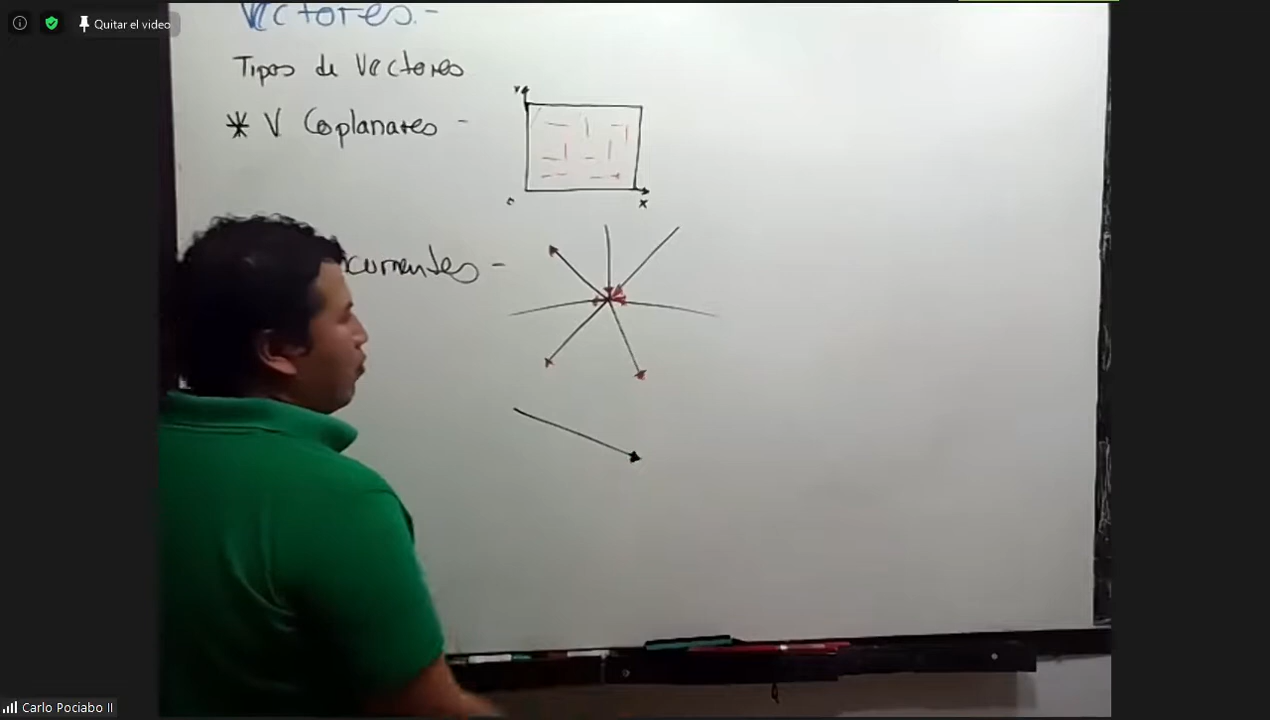 Quitar el video
Vectores.-
Tipos de Vectores
* V Coplanares -
Y
o
X
currentes -
Carlo Pociabo II